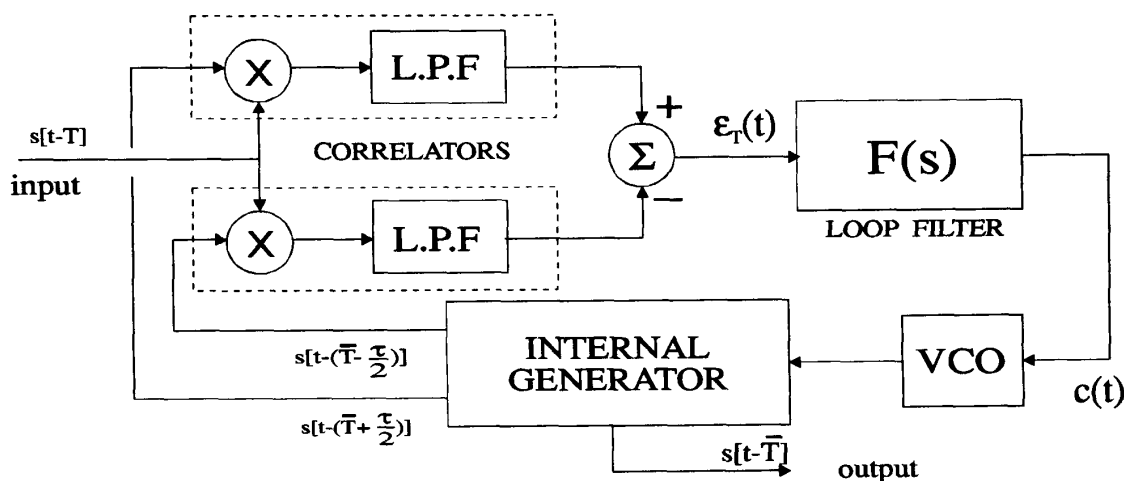 X
L.P.F
+
s[t-T]
input
CORRELATORS
Σ
ε_T(t)
F(s)
−
LOOP FILTER
X
L.P.F
s[t-(T̅- τ/2)]
INTERNAL
GENERATOR
VCO
c(t)
s[t-(T̅+ τ/2)]
s[t-T̅]
output